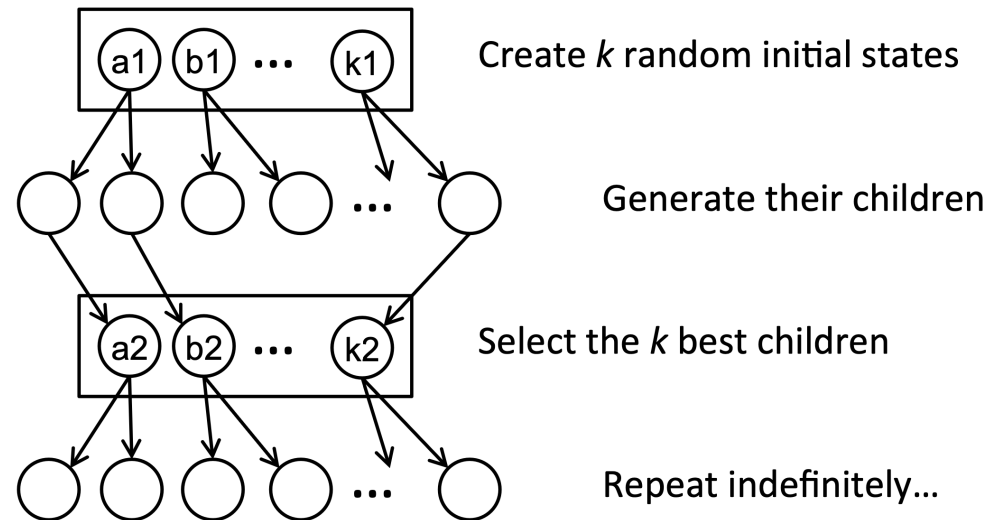 a1 b1 ... k1 Create k random initial states
... Generate their children
a2 b2 ... k2 Select the k best children
... Repeat indefinitely...